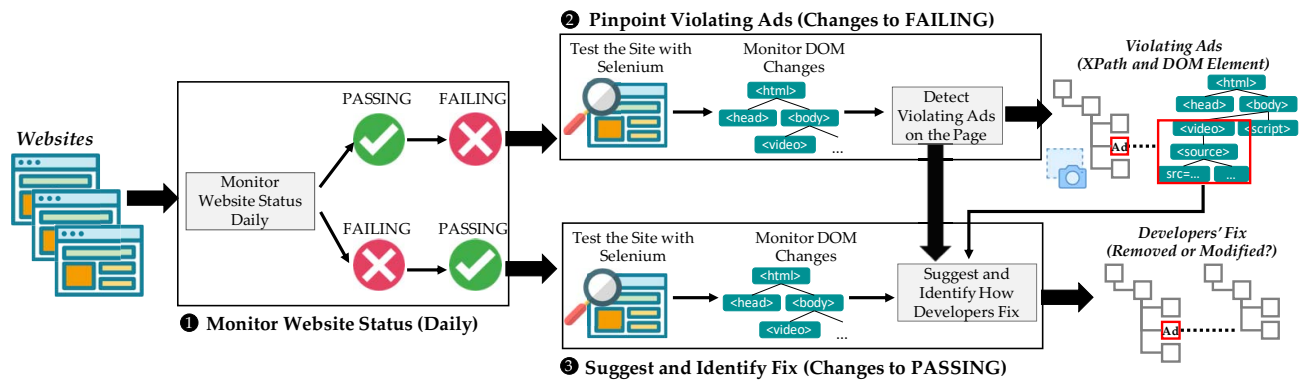 Websites
Monitor
Website Status
Daily
PASSING
FAILING
FAILING
PASSING
❶ Monitor Website Status (Daily)
❷ Pinpoint Violating Ads (Changes to FAILING)
Test the Site with
Selenium
Monitor DOM
Changes
<html>
<head>
<body>
<video>
...
Detect
Violating Ads
on the Page
Violating Ads
(XPath and DOM Element)
Ad
<html>
<head>
<body>
<video>
<script>
<source>
src=...
...
Test the Site with
Selenium
Monitor DOM
Changes
<html>
<head>
<body>
<video>
...
Suggest and
Identify How
Developers Fix
❸ Suggest and Identify Fix (Changes to PASSING)
Developers' Fix
(Removed or Modified?)
Ad